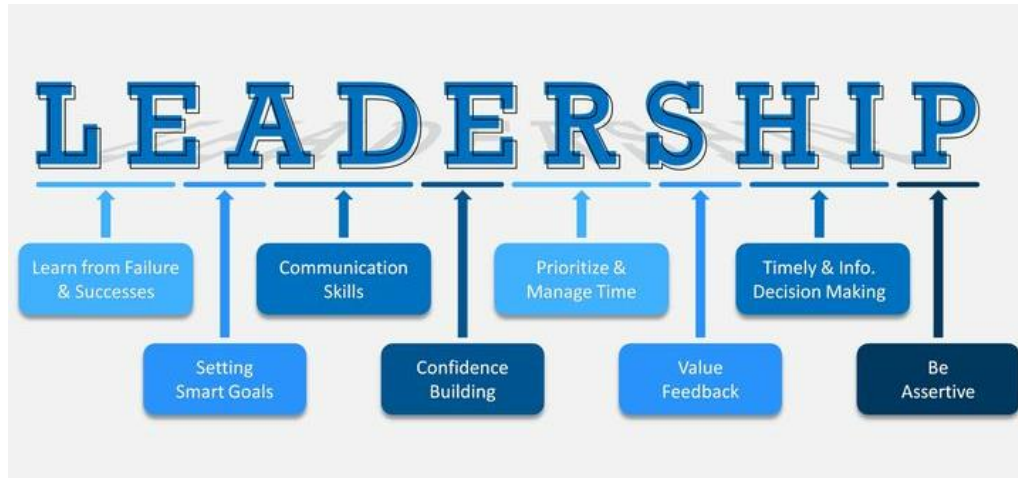 LEADERSHIP
Learn from Failure
& Successes
Communication
Skills
Prioritize &
Manage Time
Timely & Info.
Decision Making
Setting
Smart Goals
Confidence
Building
Value
Feedback
Be
Assertive